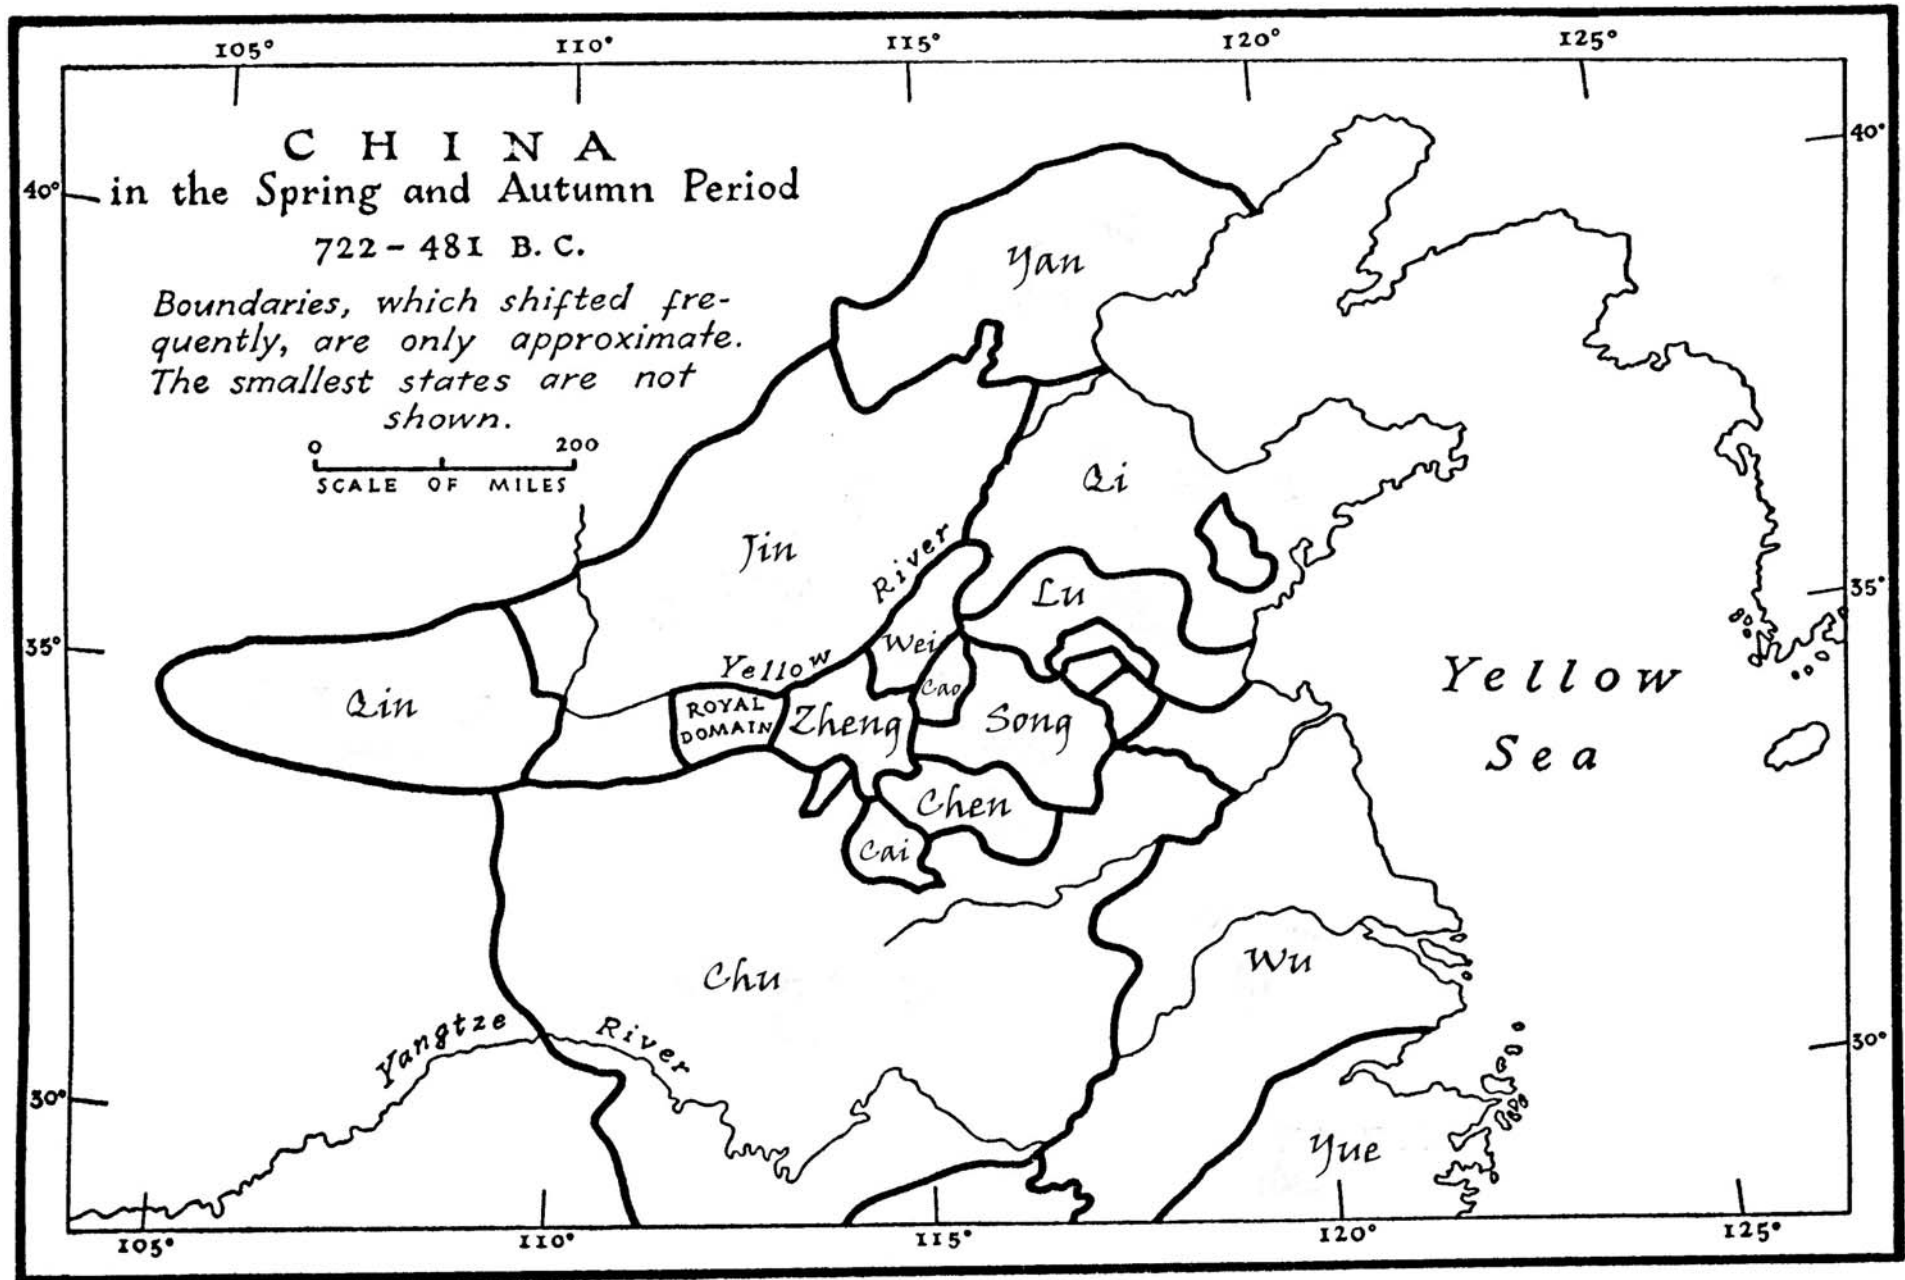 105° 110° 115° 120° 125°
CHINA
in the Spring and Autumn Period
722-481 B.C.
Boundaries, which shifted fre-
quently, are only approximate.
The smallest states are not
shown.
0 200
SCALE OF MILES
40°
40°
Yan
Qi
Jin
River
Lu
35°
35°
Wei
Yellow
Cao
Qin
ROYAL
DOMAIN
Zheng
Song
Yellow
Sea
Chen
Cai
Chu
Wu
Yangtze
River
30°
30°
Yue
105° 110° 115° 120° 125°